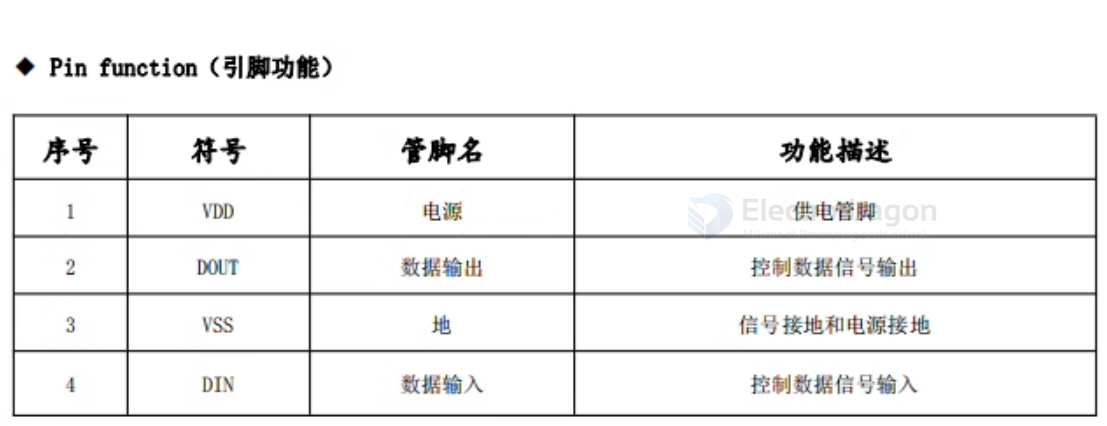 ◆ Pin function（引脚功能）
序号 符号 管脚名 功能描述
1 VDD 电源 供电管脚
2 DOUT 数据输出 控制数据信号输出
3 VSS 地 信号接地和电源接地
4 DIN 数据输入 控制数据信号输入